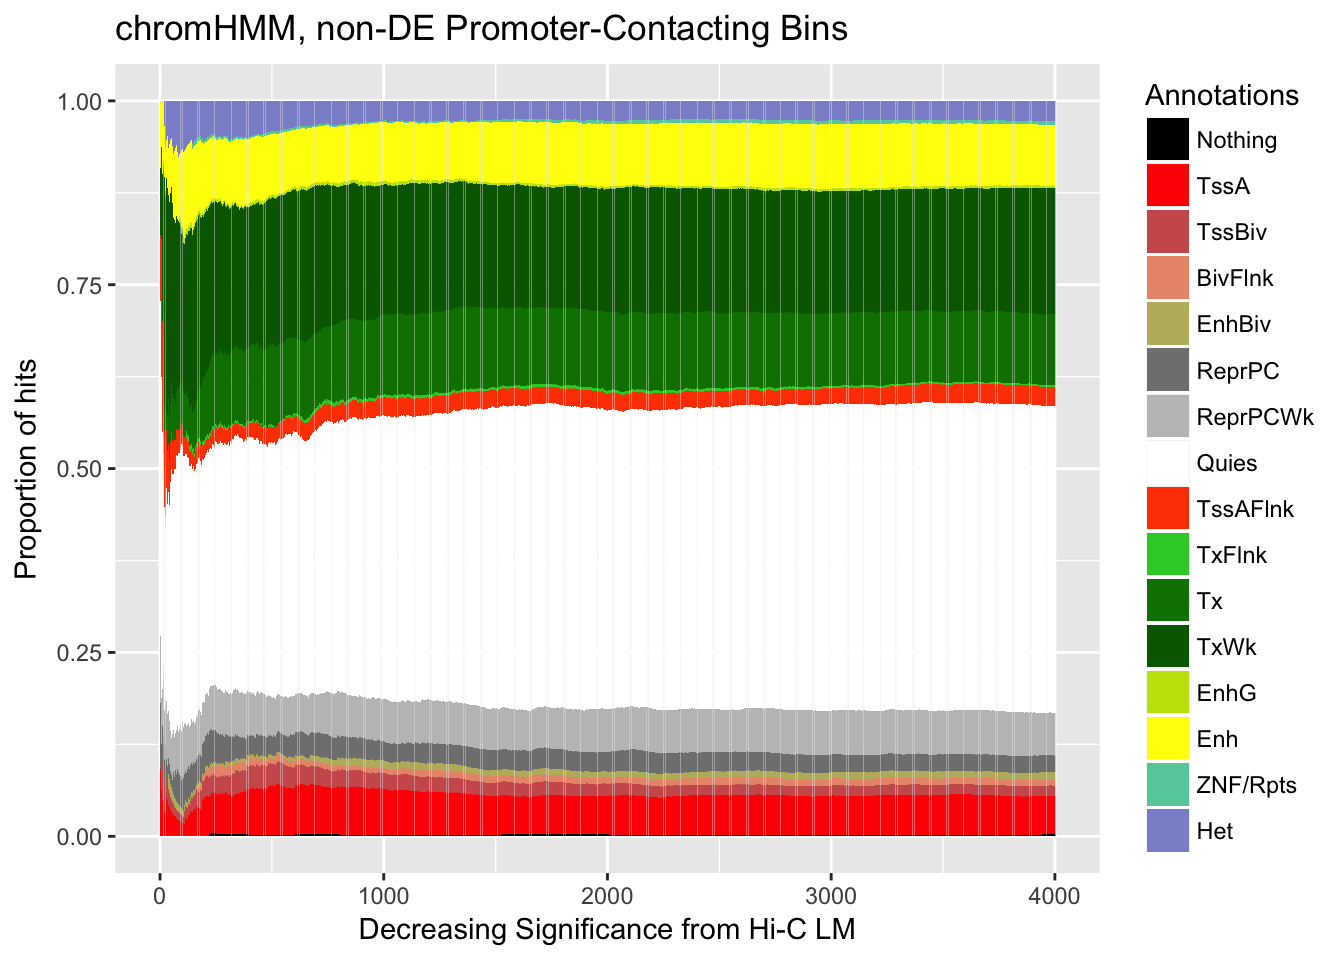 chromHMM, non-DE Promoter-Contacting Bins
1.00
0.75
0.50
0.25
0.00
Proportion of hits
0
1000
2000
3000
4000
Decreasing Significance from Hi-C LM
Annotations
Nothing
TssA
TssBiv
BivFlnk
EnhBiv
ReprPC
ReprPCWk
Quies
TssAFlnk
TxFlnk
Tx
TxWk
EnhG
Enh
ZNF/Rpts
Het